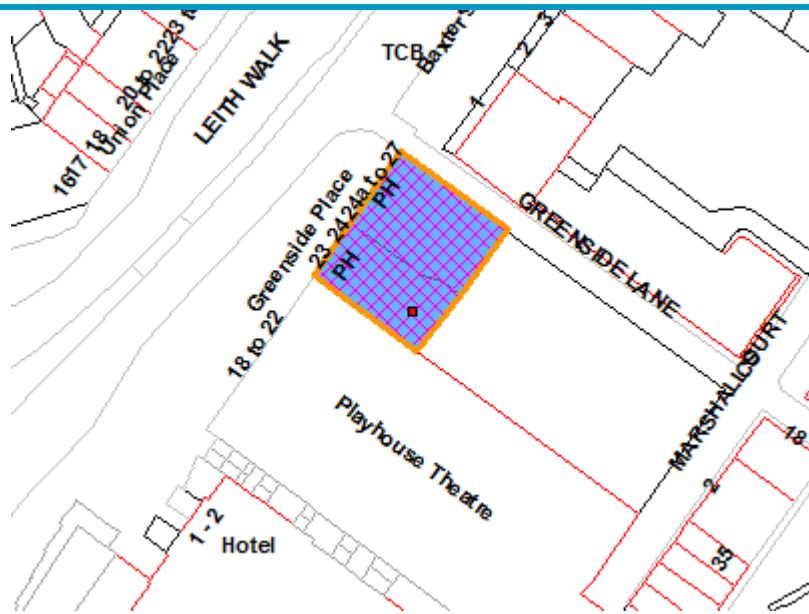 20 to 22
23 to
Union Place
1617
18
LEITH WALK
TCB
Baxter's
1
2
3
Greenside Place
23
24
24a to 27
PH
PH
18 to 22
GREENSIDE LANE
MARSHALL'S COURT
Playhouse Theatre
1 - 2
Hotel
2
18
35